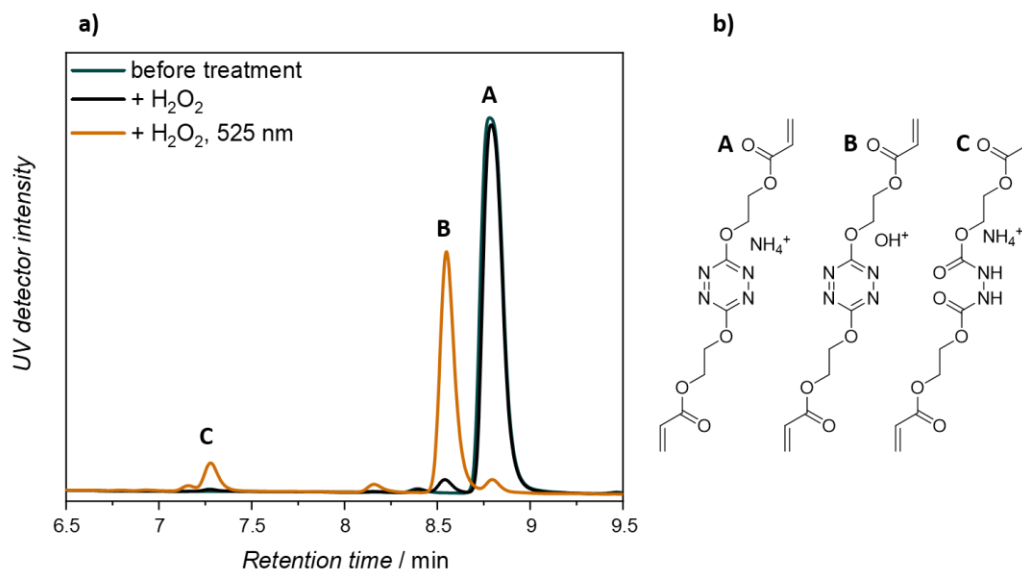 a)
b)
before treatment
+ H₂O₂
+ H₂O₂, 525 nm
A
B
C
UV detector intensity
6.5 7 7.5 8 8.5 9 9.5
Retention time / min
A B C
O O O
O O O
O NH₄⁺ O OH⁺ O NH₄⁺
O
N N N N NH
N N N N O NH
O O O
O O O
O O O